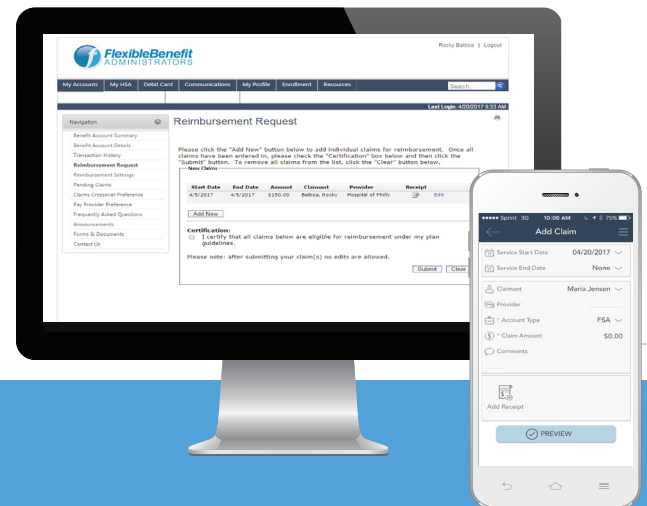 Rocky Balboa | Logout
FlexibleBenefit
ADMINISTRATORS
My Accounts My HSA Debit Card Communications My Profile Enrollment Resources Search...
Last Login: 4/20/2017 9:33 AM
Navigation
Benefit Account Summary
Benefit Account Details
Transaction History
Reimbursement Request
Reimbursement Settings
Pending Claims
Claims Crossover Preference
Pay Provider Preference
Frequently Asked Questions
Announcements
Forms & Documents
Contact Us
Reimbursement Request
Please click the "Add New" button below to add individual claims for reimbursement. Once all
claims have been entered in, please check the "Certification" box below and then click the
"Submit" button. To remove all claims from the list, click the "Clear" button below.
New Claims
Start Date End Date Amount Claimant Provider Receipt
4/5/2017 4/5/2017 $150.00 Balboa, Rocky Hospital of Philly Edit
Add New
Certification:
I certify that all claims below are eligible for reimbursement under my plan
guidelines.
Please note: after submitting your claim(s) no edits are allowed.
Submit Clear
Sprint 3G 10:06 AM 75%
Add Claim
Service Start Date 04/20/2017
Service End Date None
Claimant Maria Jensen
Provider
* Account Type FSA
* Claim Amount $0.00
Comments
Add Receipt
PREVIEW